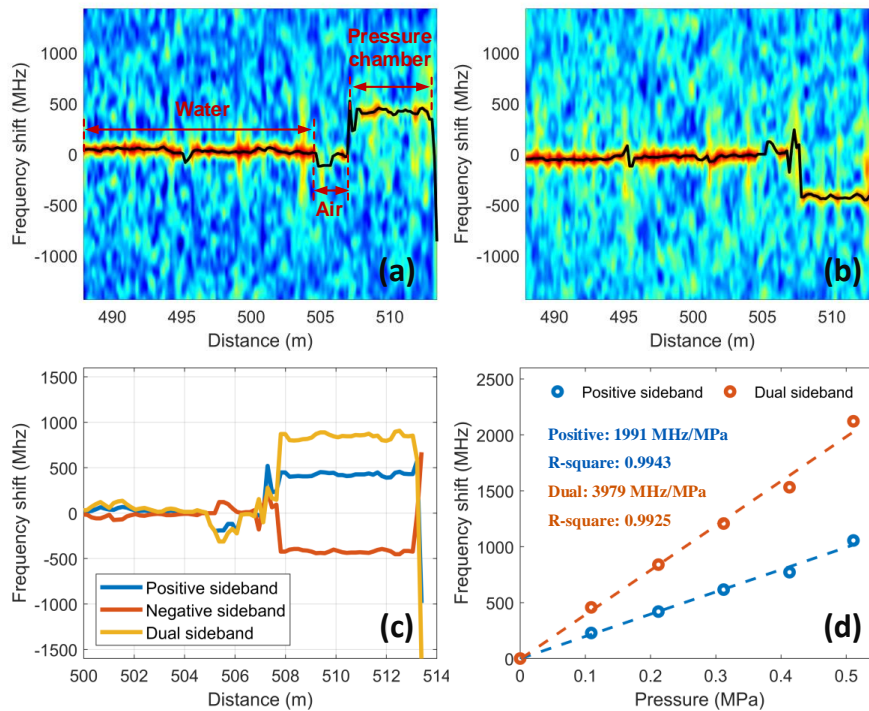 1000
500
0
-500
-1000
Frequency shift (MHz)
Water
Pressure
chamber
Air
(a)
490
495
500
505
510
Distance (m)
1000
500
0
-500
-1000
Frequency shift (MHz)
(b)
490
495
500
505
510
Distance (m)
1500
1000
500
0
-500
-1000
-1500
Frequency shift (Mhz)
Positive sideband
Negative sideband
Dual sideband
(c)
500
502
504
506
508
510
512
514
Distance (m)
2500
2000
1500
1000
500
0
Frequency shift (MHz)
Positive sideband
Dual sideband
Positive: 1991 MHz/MPa
R-square: 0.9943
Dual: 3979 MHz/MPa
R-square: 0.9925
(d)
0
0.1
0.2
0.3
0.4
0.5
Pressure (MPa)